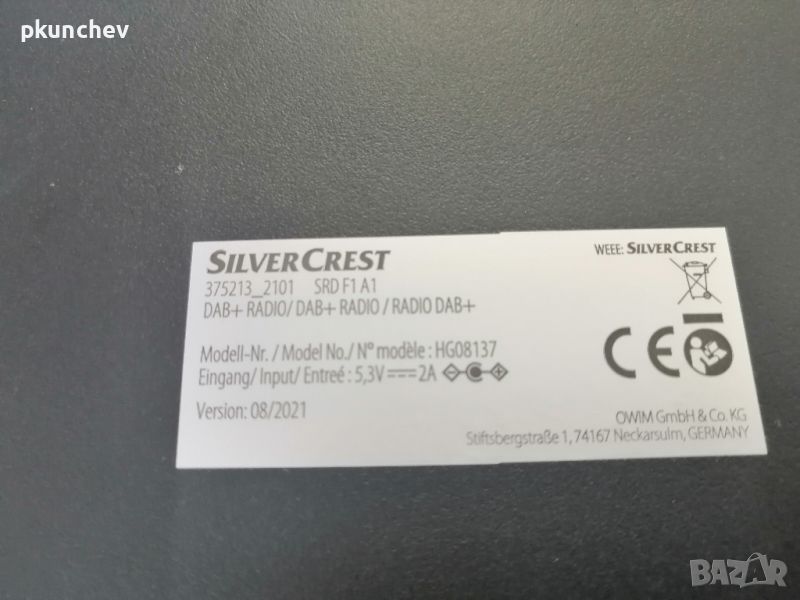 pkunchev
SILVERCREST
375213_2101 SRD F1 A1
DAB+ RADIO/ DAB+ RADIO / RADIO DAB+
Modell-Nr. / Model No./ N° modèle : HG08137
Eingang/ Input/ Entreé : 5,3V⎓2A
Version: 08/2021
WEEE: SILVERCREST
CE
OWIM GmbH & Co. KG
Stiftsbergstraße 1, 74167 Neckarsulm, GERMANY
BAZAR